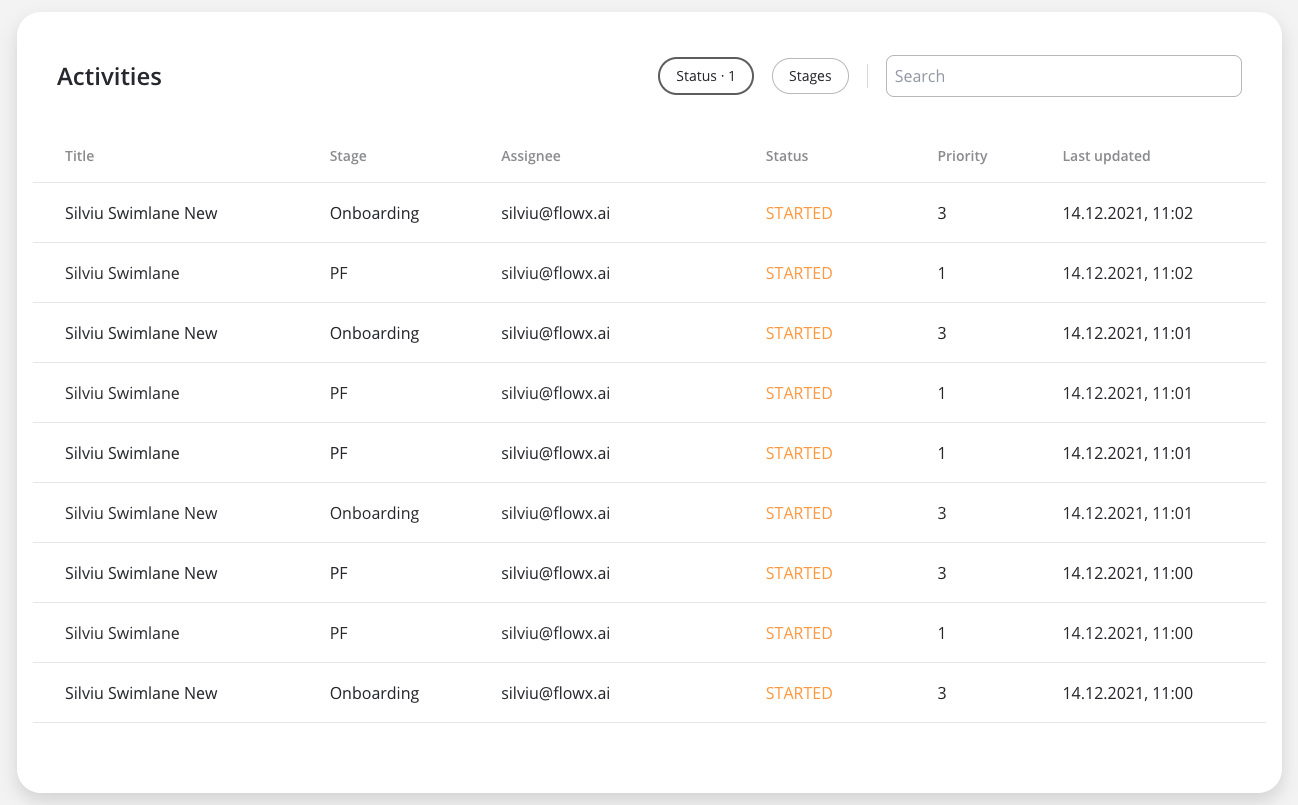 Activities Status · 1 Stages Search
Title Stage Assignee Status Priority Last updated
Silviu Swimlane New Onboarding silviu@flowx.ai STARTED 3 14.12.2021, 11:02
Silviu Swimlane PF silviu@flowx.ai STARTED 1 14.12.2021, 11:02
Silviu Swimlane New Onboarding silviu@flowx.ai STARTED 3 14.12.2021, 11:01
Silviu Swimlane PF silviu@flowx.ai STARTED 1 14.12.2021, 11:01
Silviu Swimlane PF silviu@flowx.ai STARTED 1 14.12.2021, 11:01
Silviu Swimlane New Onboarding silviu@flowx.ai STARTED 3 14.12.2021, 11:01
Silviu Swimlane New PF silviu@flowx.ai STARTED 3 14.12.2021, 11:00
Silviu Swimlane PF silviu@flowx.ai STARTED 1 14.12.2021, 11:00
Silviu Swimlane New Onboarding silviu@flowx.ai STARTED 3 14.12.2021, 11:00